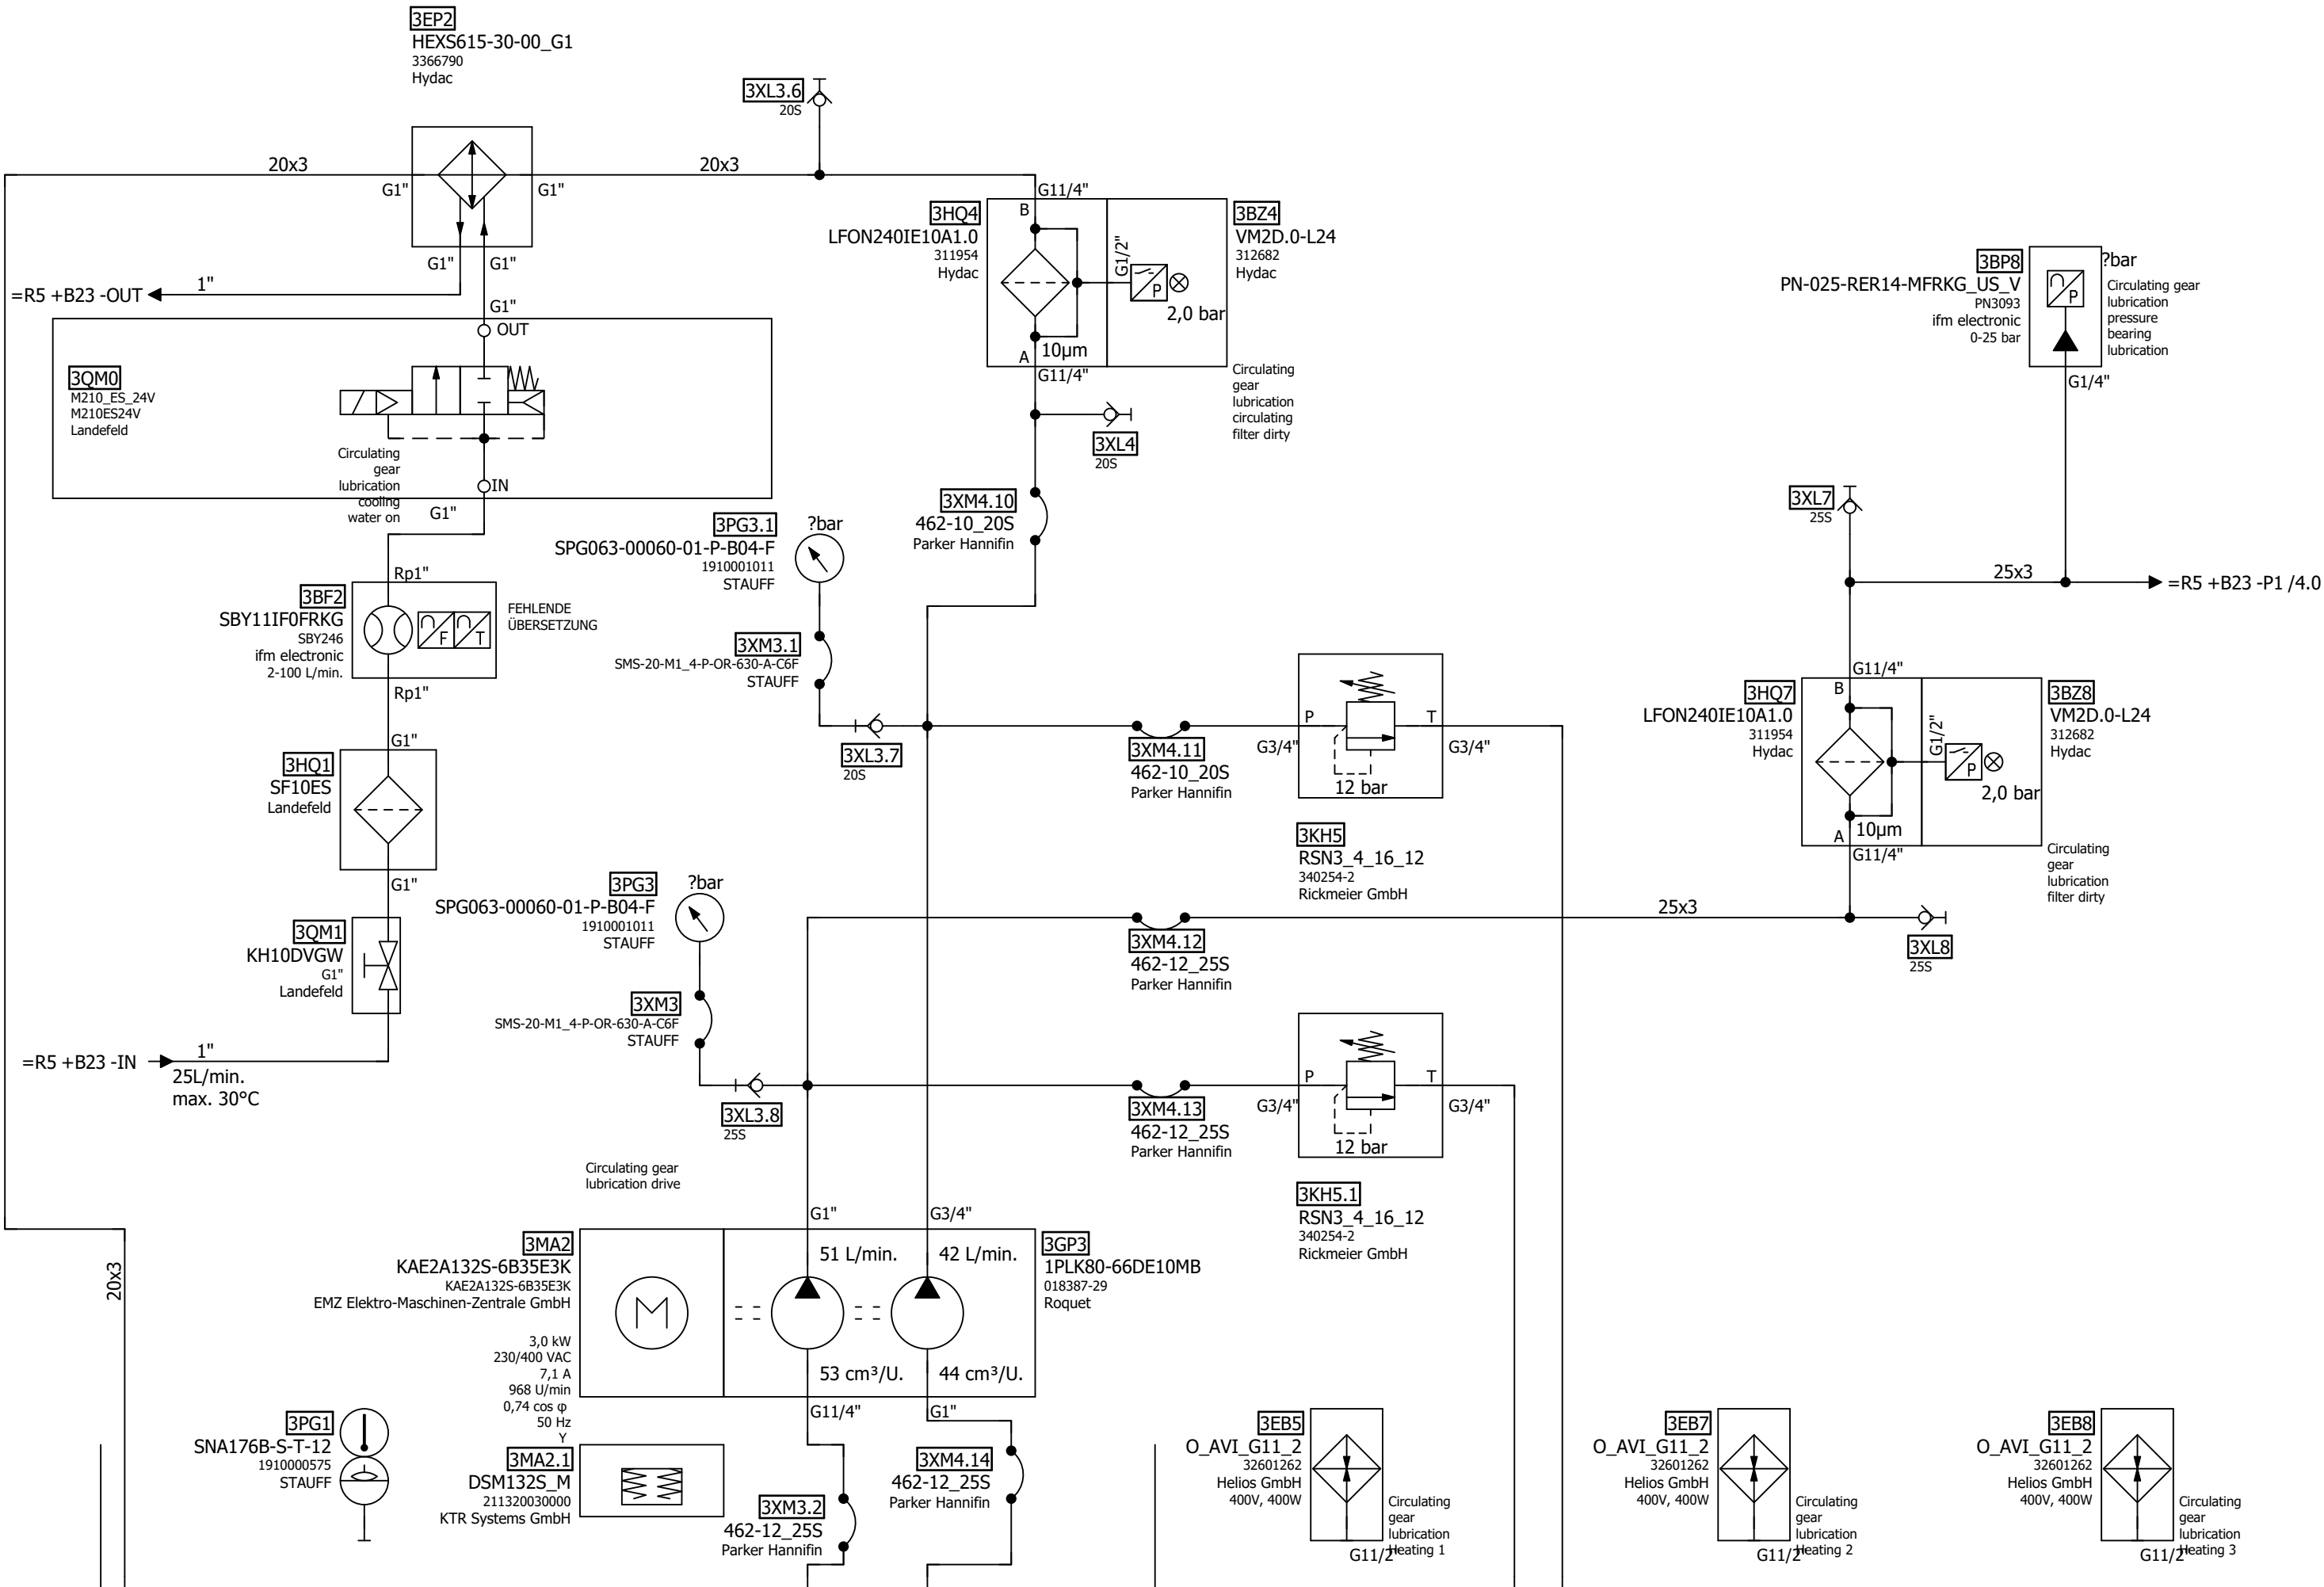 3EP2
HEXS615-30-00_G1
3366790
Hydac
3XL3.6
20S
20x3
20x3
G1"
G1"
G1"
G1"
=R5 +B23 -OUT
1"
G1"
OUT
3QM0
M210_ES_24V
M210ES24V
Landefeld
Circulating
gear
lubrication
cooling
water on
IN
G1"
G11/4"
3HQ4
LFON240IE10A1.0
311954
Hydac
B
G1/2"
P
2,0 bar
10µm
A
G11/4"
3BZ4
VM2D.0-L24
312682
Hydac
Circulating
gear
lubrication
circulating
filter dirty
3XL4
20S
3XM4.10
462-10_20S
Parker Hannifin
3BP8
PN-025-RER14-MFRKG_US_V
PN3093
ifm electronic
0-25 bar
P
?bar
Circulating gear
lubrication
pressure
bearing
lubrication
G1/4"
3XL7
25S
25x3
=R5 +B23 -P1 /4.0
3PG3.1
SPG063-00060-01-P-B04-F
1910001011
STAUFF
?bar
Rp1"
3BF2
SBY11IF0FRKG
SBY246
ifm electronic
2-100 L/min.
F
T
FEHLENDE
ÜBERSETZUNG
Rp1"
3XM3.1
SMS-20-M1_4-P-OR-630-A-C6F
STAUFF
3XL3.7
20S
3XM4.11
462-10_20S
Parker Hannifin
P
T
G3/4"
G3/4"
12 bar
3KH5
RSN3_4_16_12
340254-2
Rickmeier GmbH
G11/4"
3HQ7
LFON240IE10A1.0
311954
Hydac
B
G1/2"
P
2,0 bar
10µm
A
G11/4"
3BZ8
VM2D.0-L24
312682
Hydac
Circulating
gear
lubrication
filter dirty
G1"
3HQ1
SF10ES
Landefeld
G1"
3PG3
SPG063-00060-01-P-B04-F
1910001011
STAUFF
?bar
3QM1
KH10DVGW
G1"
Landefeld
3XM4.12
462-12_25S
Parker Hannifin
25x3
3XL8
25S
3XM3
SMS-20-M1_4-P-OR-630-A-C6F
STAUFF
=R5 +B23 -IN
1"
25L/min.
max. 30°C
3XL3.8
25S
3XM4.13
462-12_25S
Parker Hannifin
P
T
G3/4"
G3/4"
12 bar
3KH5.1
RSN3_4_16_12
340254-2
Rickmeier GmbH
Circulating gear
lubrication drive
20x3
3MA2
KAE2A132S-6B35E3K
KAE2A132S-6B35E3K
EMZ Elektro-Maschinen-Zentrale GmbH
3,0 kW
230/400 VAC
7,1 A
968 U/min
0,74 cos φ
50 Hz
Y
M
G1"
G3/4"
51 L/min.
42 L/min.
53 cm³/U.
44 cm³/U.
G11/4"
G1"
3GP3
1PLK80-66DE10MB
018387-29
Roquet
3PG1
SNA176B-S-T-12
1910000575
STAUFF
3MA2.1
DSM132S_M
211320030000
KTR Systems GmbH
3XM3.2
462-12_25S
Parker Hannifin
3XM4.14
462-12_25S
Parker Hannifin
3EB5
O_AVI_G11_2
32601262
Helios GmbH
400V, 400W
Circulating
gear
lubrication
Heating 1
G11/2"
3EB7
O_AVI_G11_2
32601262
Helios GmbH
400V, 400W
Circulating
gear
lubrication
Heating 2
G11/2"
3EB8
O_AVI_G11_2
32601262
Helios GmbH
400V, 400W
Circulating
gear
lubrication
Heating 3
G11/2"